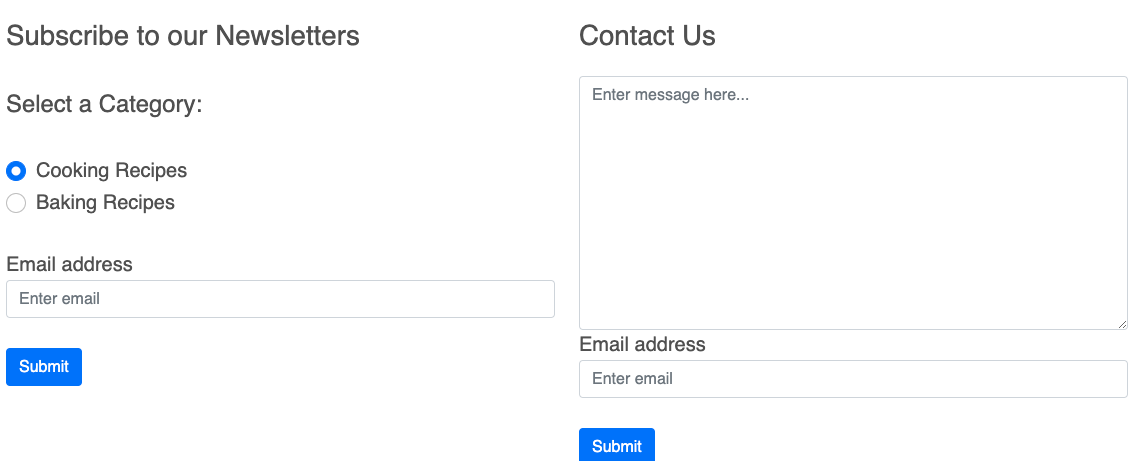 Subscribe to our Newsletters
Select a Category:
Cooking Recipes
Baking Recipes
Email address
Enter email
Submit
Contact Us
Enter message here...
Email address
Enter email
Submit